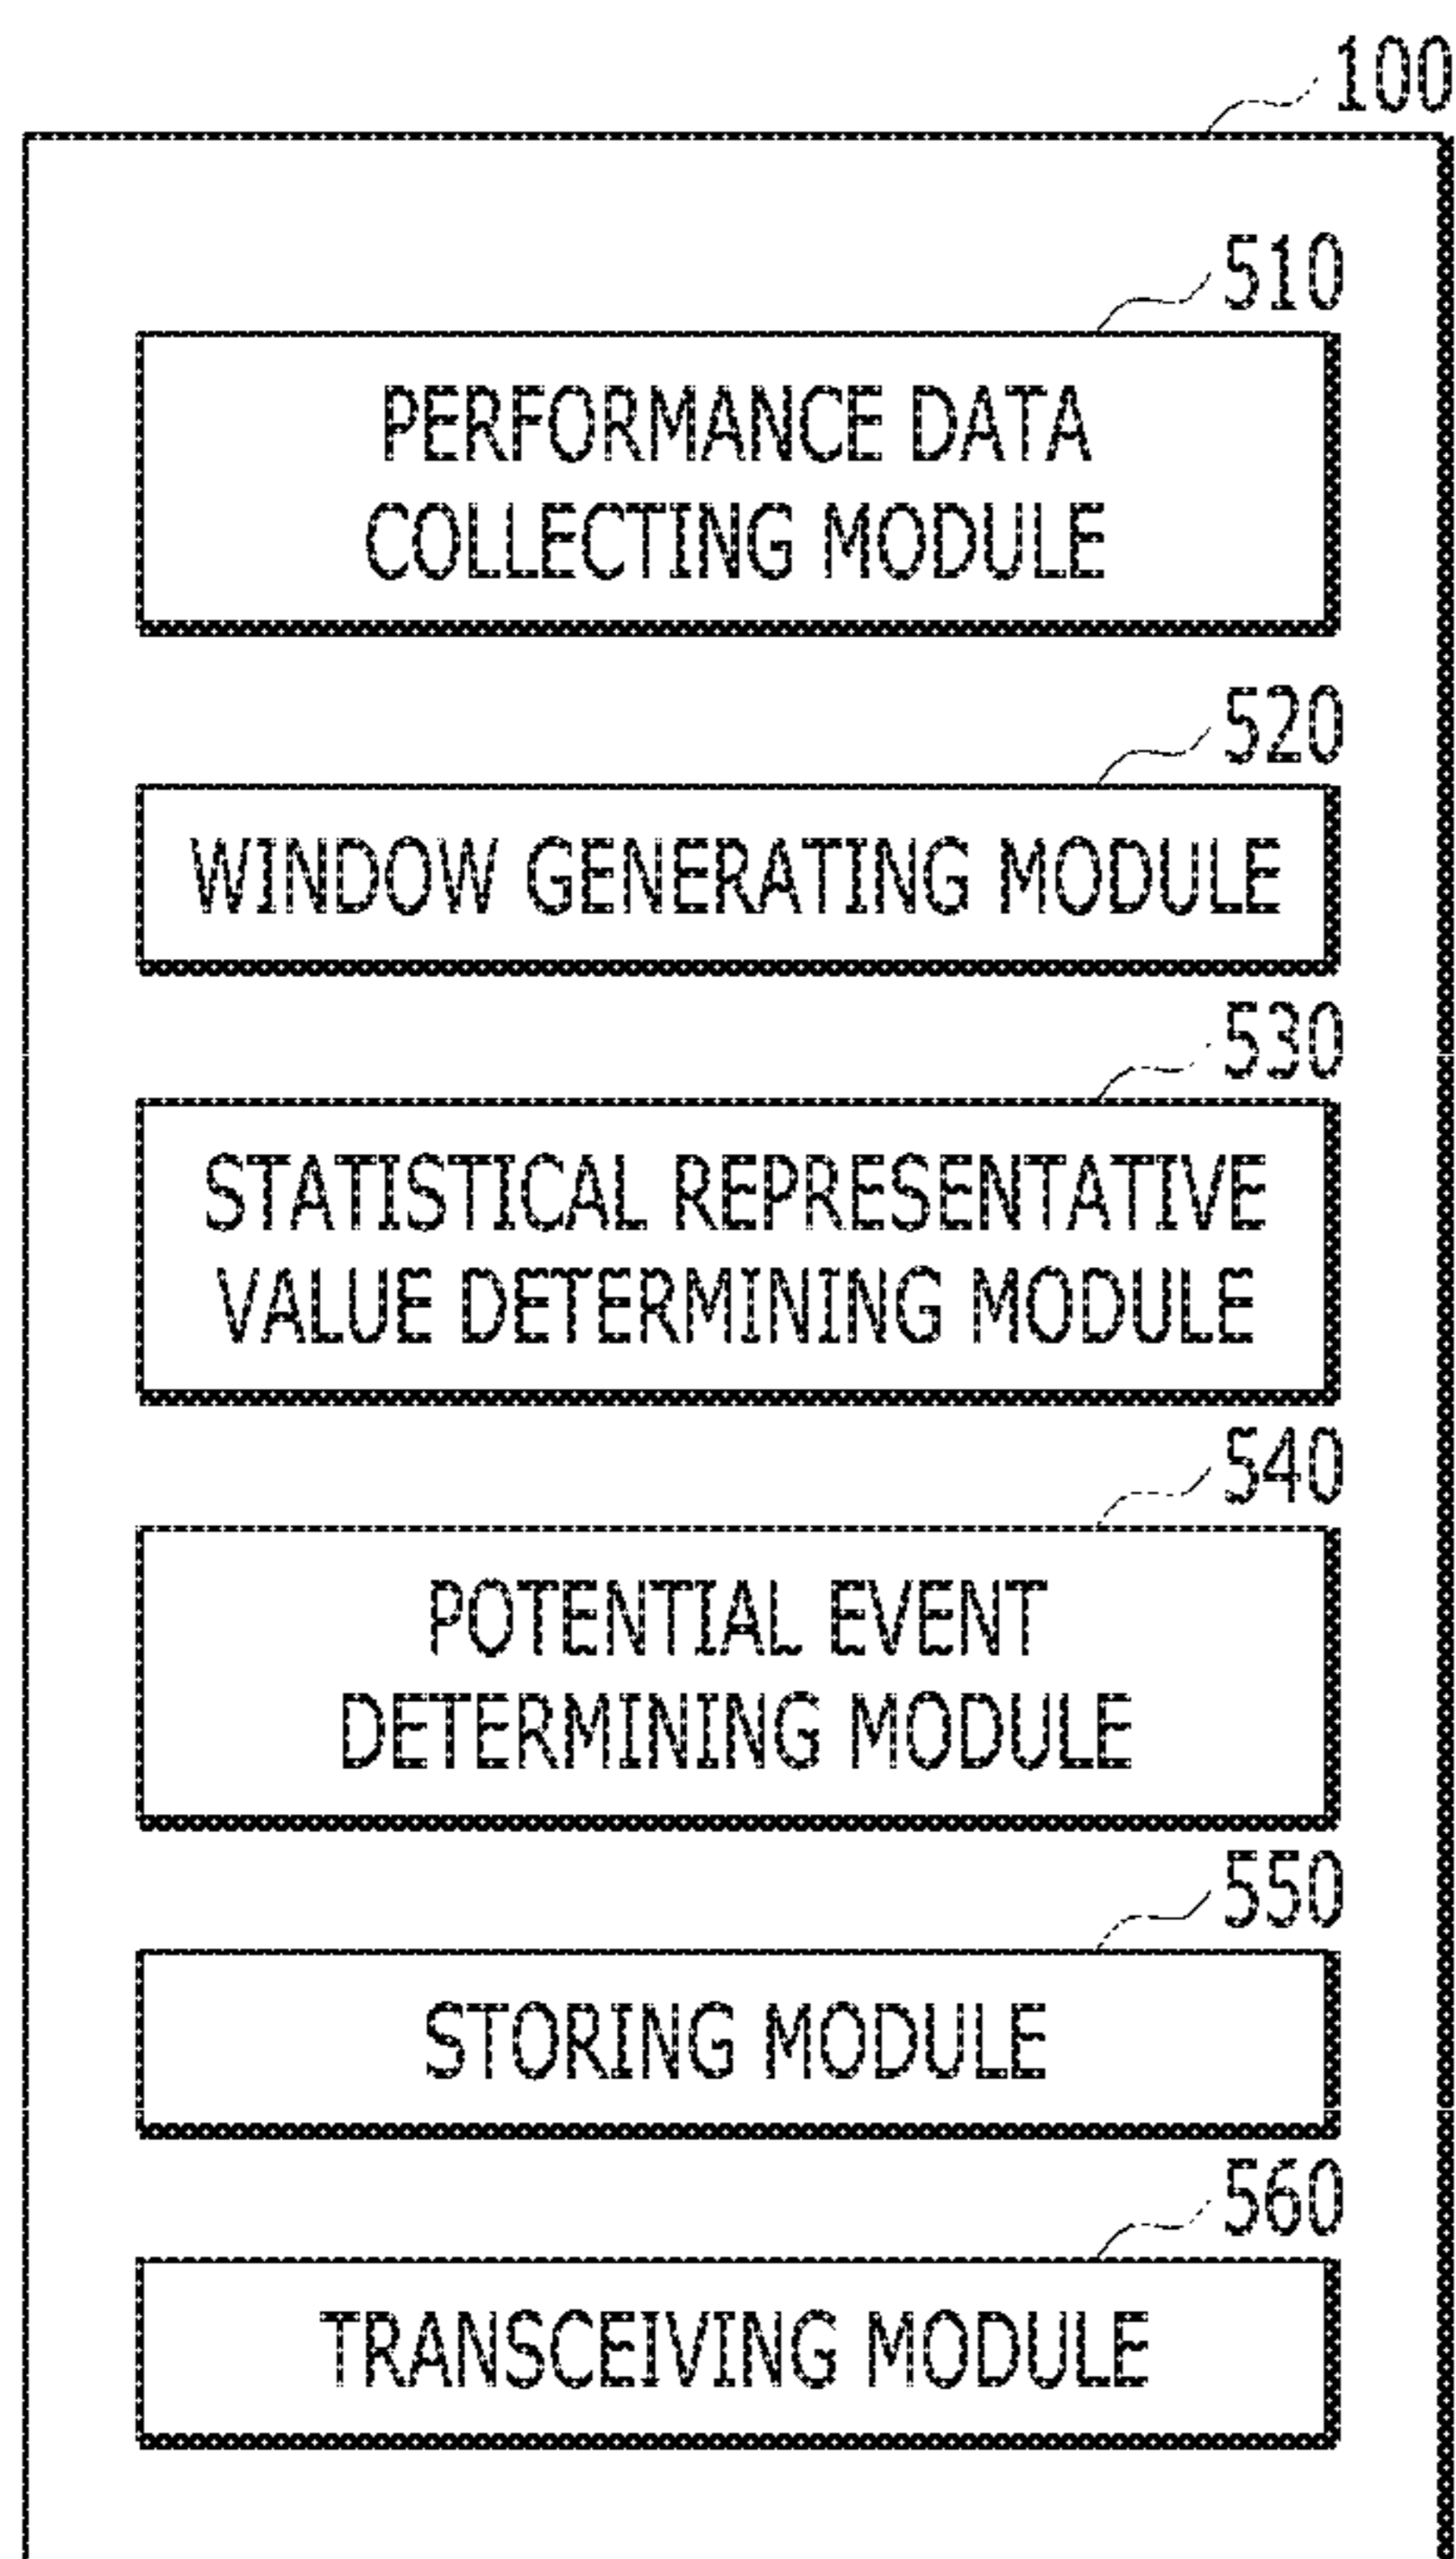 100
510
PERFORMANCE DATA
COLLECTING MODULE
520
WINDOW GENERATING MODULE
530
STATISTICAL REPRESENTATIVE
VALUE DETERMINING MODULE
540
POTENTIAL EVENT
DETERMINING MODULE
550
STORING MODULE
560
TRANSCEIVING MODULE